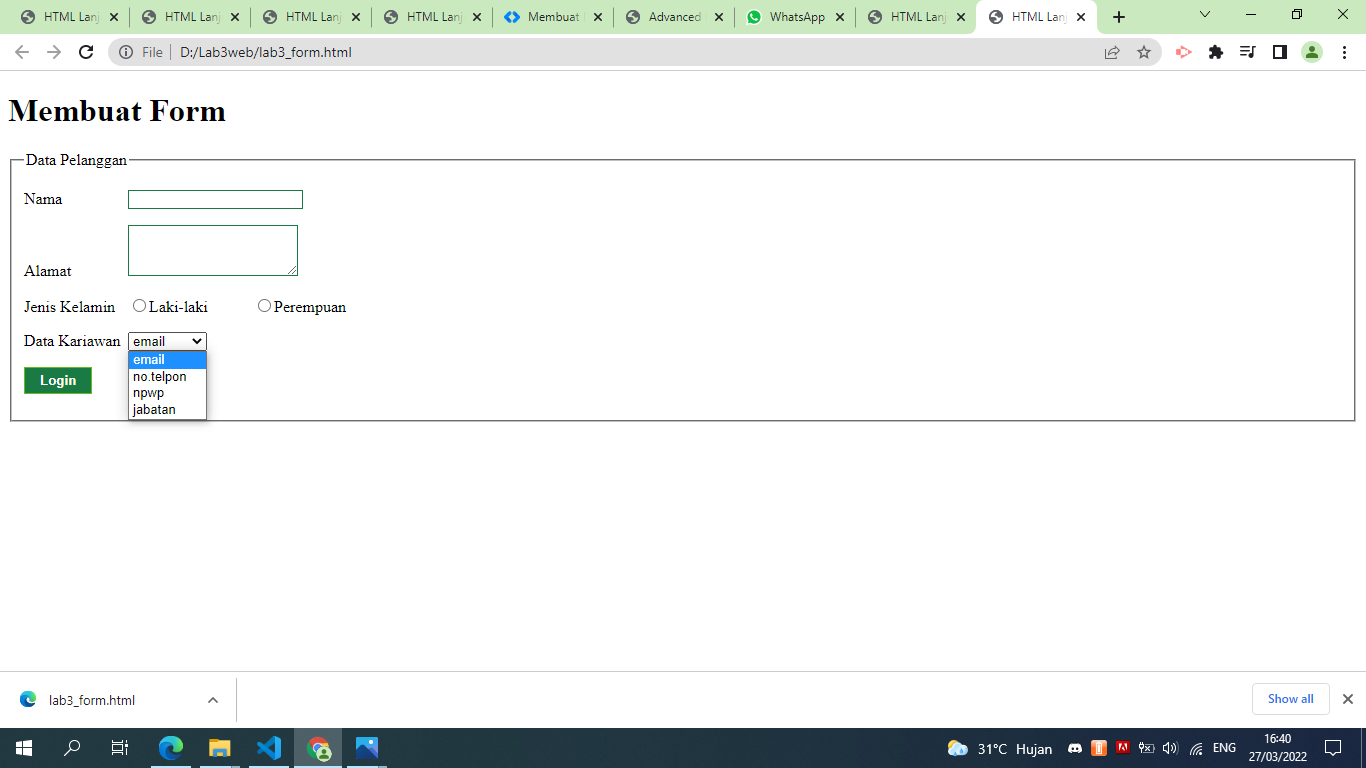 HTML Lanj HTML Lanj HTML Lanj HTML Lanj Membuat Advanced WhatsApp HTML Lanj HTML Lanj
File D:/Lab3web/lab3_form.html
Membuat Form
Data Pelanggan
Nama
Alamat
Jenis Kelamin Laki-laki Perempuan
Data Kariawan email
email
no.telpon
npwp
jabatan
Login
lab3_form.html Show all
31°C Hujan ENG 16:40
27/03/2022